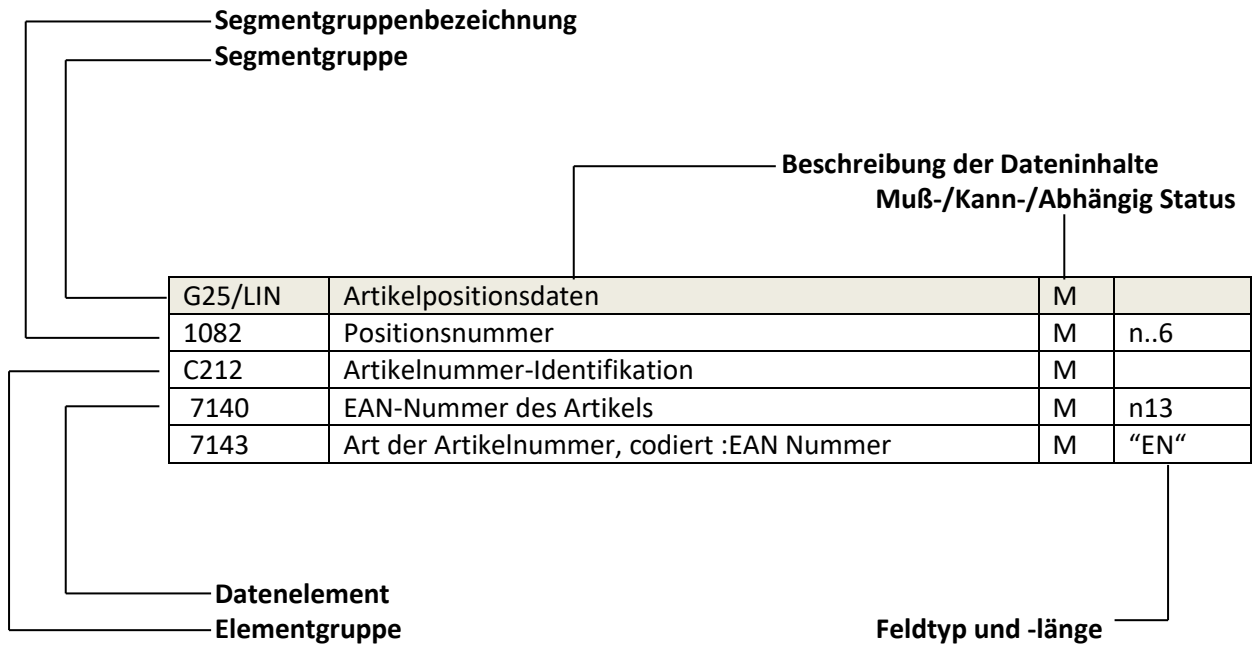 Segmentgruppenbezeichnung
Segmentgruppe
Beschreibung der Dateninhalte
Muß-/Kann-/Abhängig Status
G25/LIN Artikelpositionsdaten M
1082 Positionsnummer M n..6
C212 Artikelnummer-Identifikation M
7140 EAN-Nummer des Artikels M n13
7143 Art der Artikelnummer, codiert :EAN Nummer M “EN“
Datenelement
Elementgruppe Feldtyp und -länge